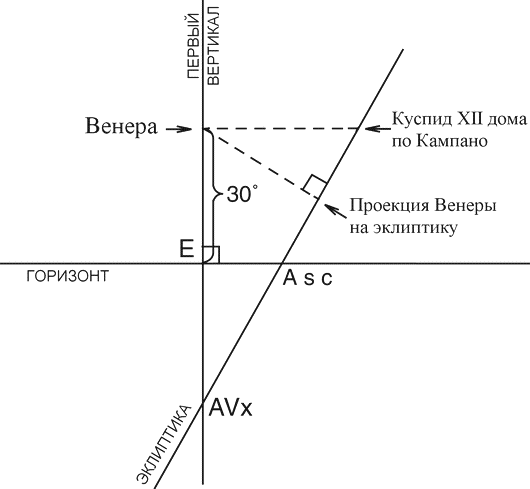 ПЕРВЫЙ
ВЕРТИКАЛ
Венера
Куспид XII дома
по Кампано
30°
Проекция Венеры
на эклиптику
E
ГОРИЗОНТ
Asc
AVx
ЭКЛИПТИКА